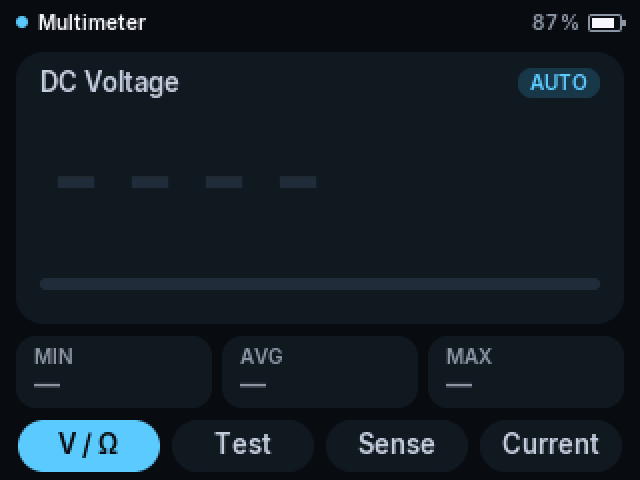 Multimeter
87%
DC Voltage
AUTO
— — — —
MIN
—
AVG
—
MAX
—
V / Ω
Test
Sense
Current